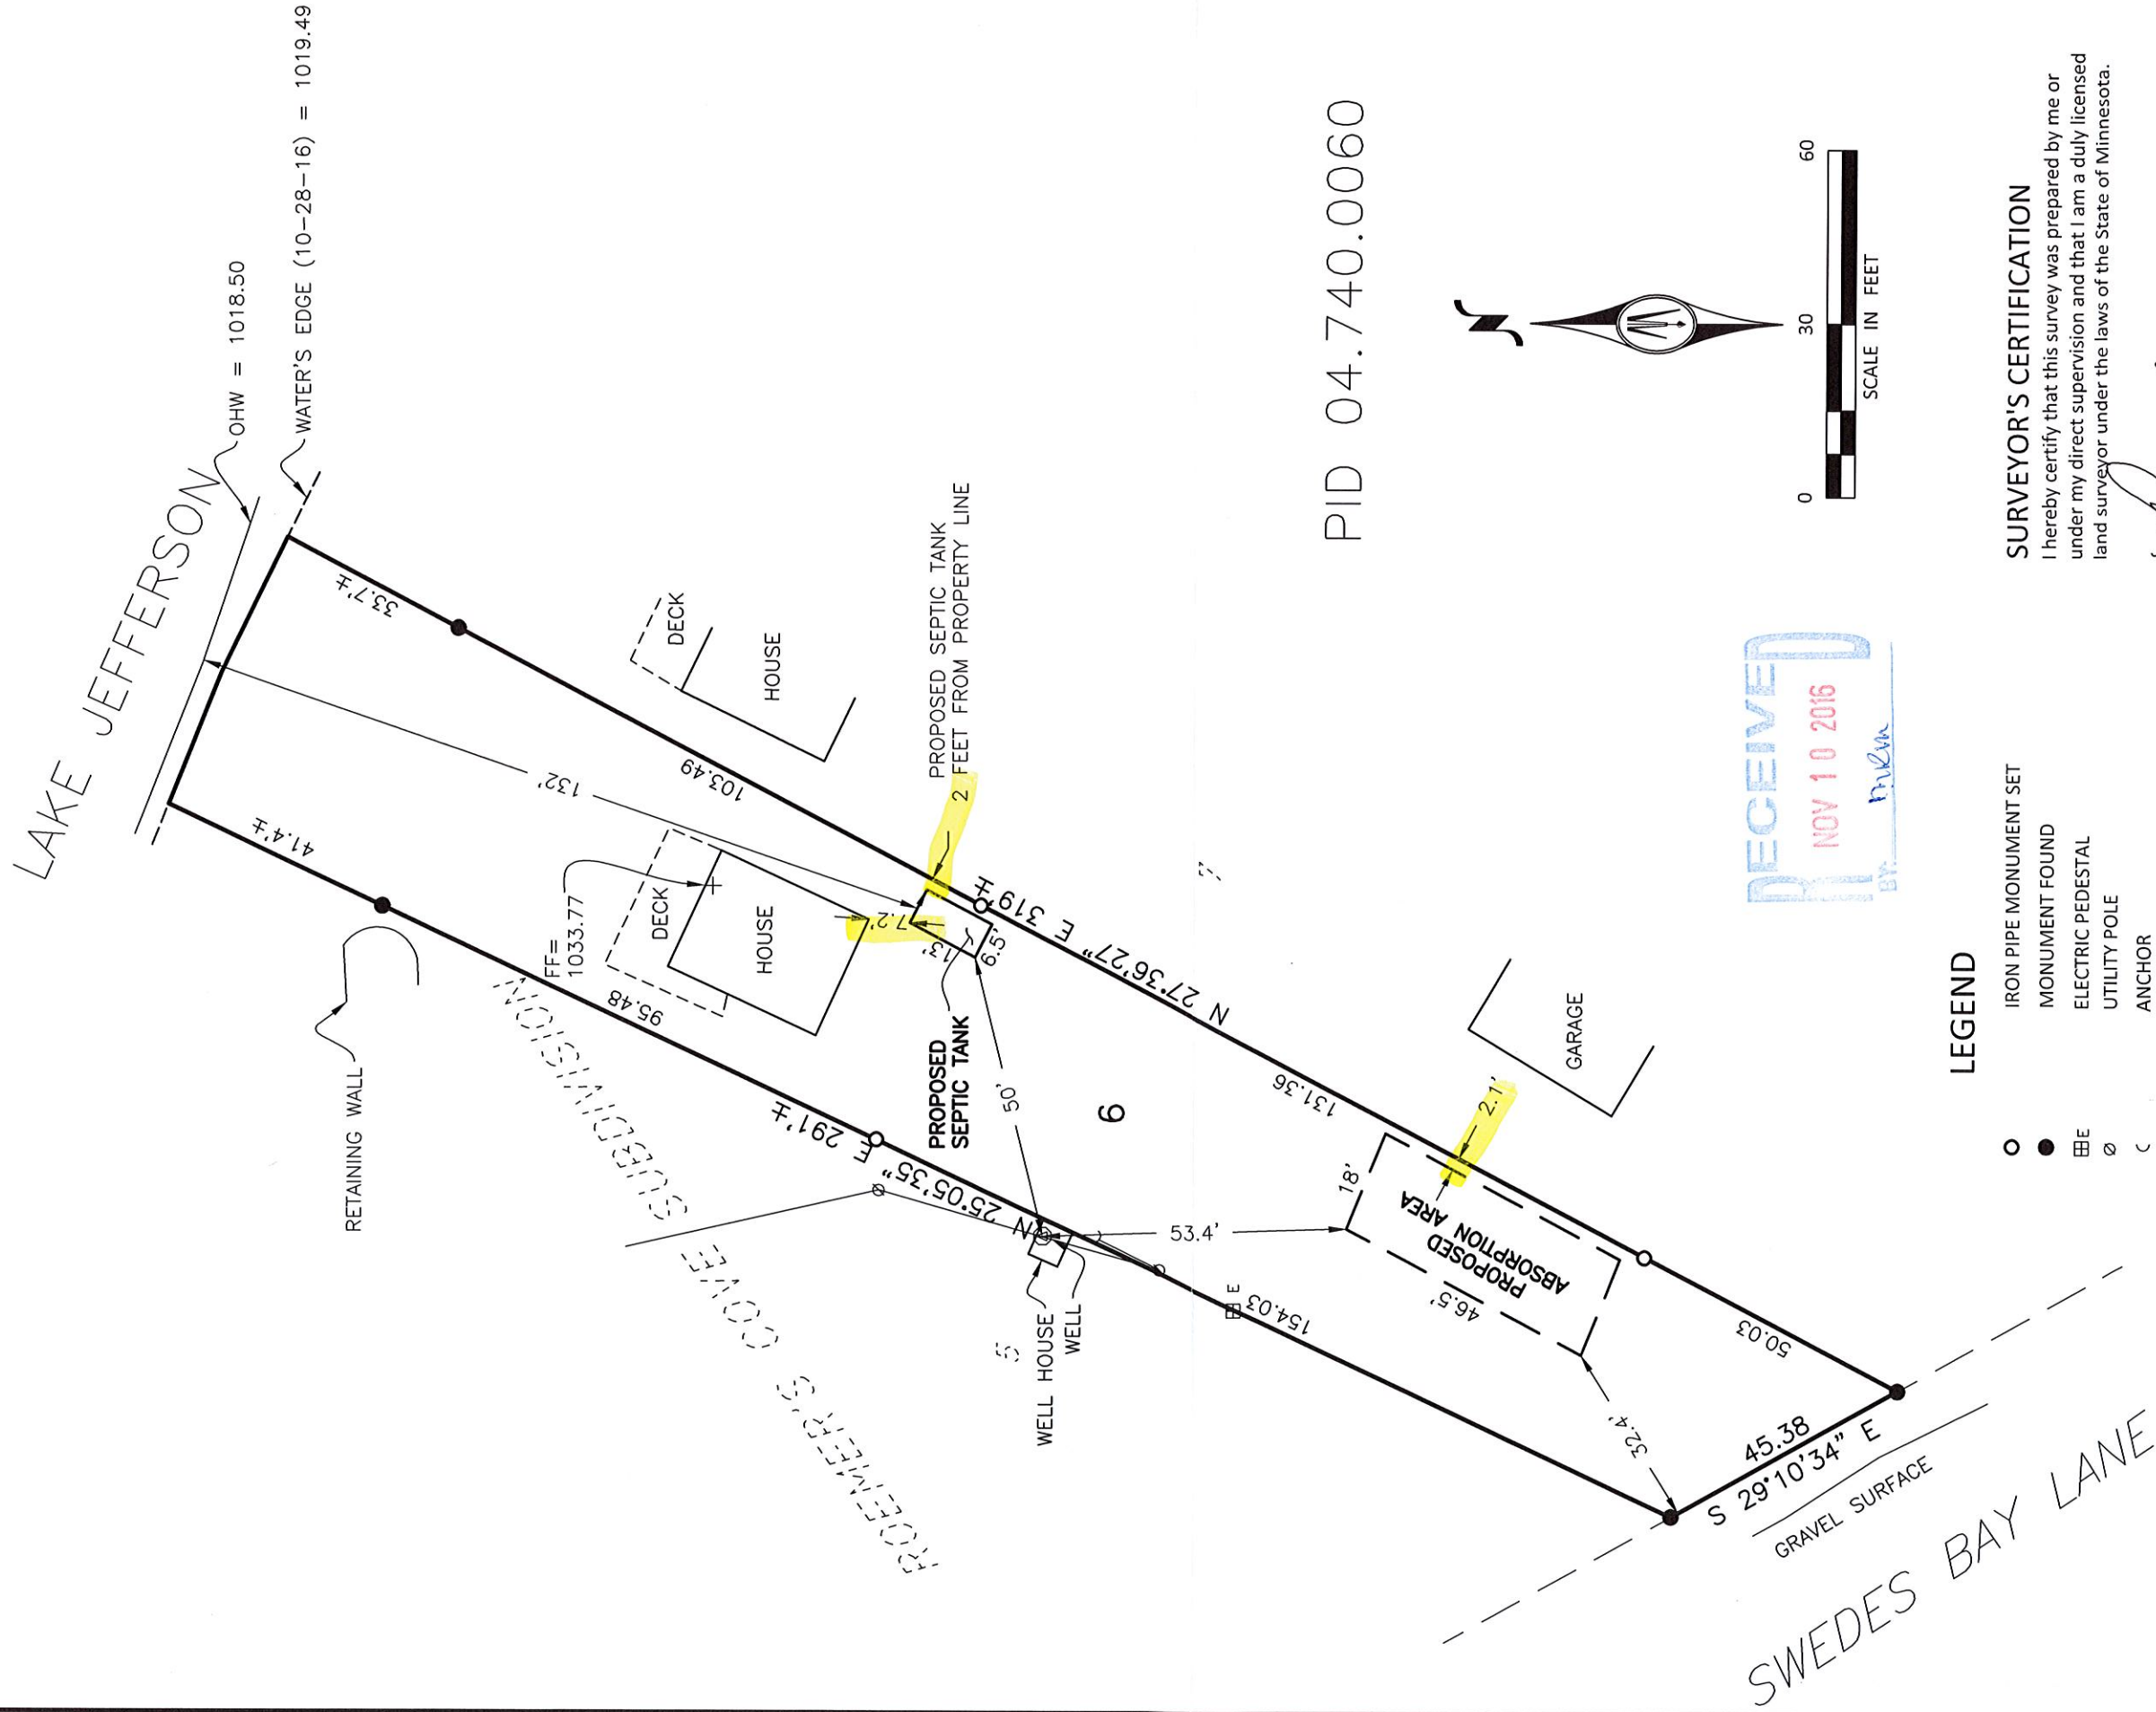 LAKE JEFFERSON
OHW = 1018.50
WATER'S EDGE (10-28-16) = 1019.49
33.7'±
41.4'±
132'
103.49
DECK
HOUSE
RETAINING WALL
FF=
1033.77
DECK
HOUSE
95.48
7.2'
13'
6.5'
PROPOSED SEPTIC TANK
2 FEET FROM PROPERTY LINE
PROPOSED
SEPTIC TANK
N 27°36'27" E 319'±
N 25°05'35" E 291'±
ROEMER'S COVE SUBDIVISION
50'
6
7
5
WELL HOUSE
WELL
53.4'
E
154.03
131.36
GARAGE
2.1'
18'
PROPOSED
ABSORPTION AREA
46.5'
32.4'
50.03
45.38
S 29°10'34" E
GRAVEL SURFACE
SWEDES BAY LANE
PID 04.740.0060
N
0 30 60
SCALE IN FEET
RECEIVED
NOV 10 2016
BY:
LEGEND
IRON PIPE MONUMENT SET
MONUMENT FOUND
E ELECTRIC PEDESTAL
UTILITY POLE
ANCHOR
SURVEYOR'S CERTIFICATION
I hereby certify that this survey was prepared by me or
under my direct supervision and that I am a duly licensed
land surveyor under the laws of the State of Minnesota.